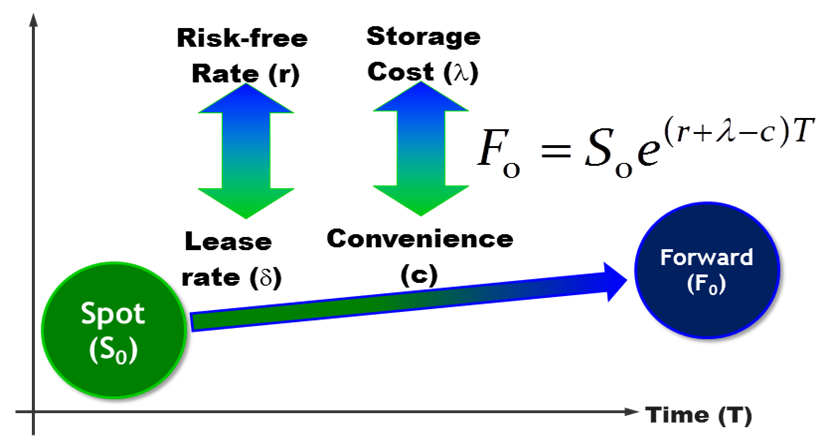 Risk-free
Rate (r)
Storage
Cost (λ)
F₀ = S₀e^(r+λ−c)T
Lease
rate (δ)
Convenience
(c)
Spot
(S₀)
Forward
(F₀)
Time (T)